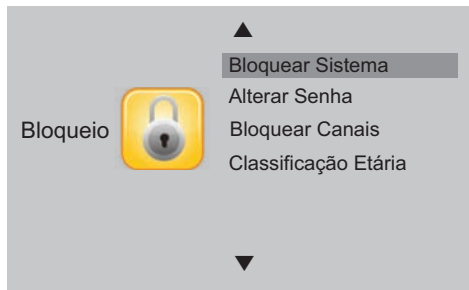 Bloqueio
Bloquear Sistema
Alterar Senha
Bloquear Canais
Classificação Etária